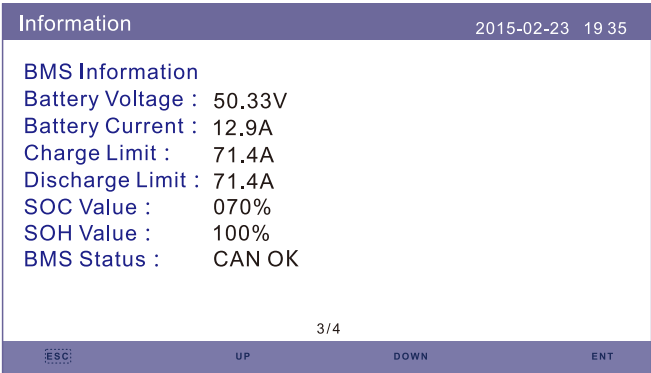 Information 2015-02-23 19 35
BMS Information
Battery Voltage : 50.33V
Battery Current : 12.9A
Charge Limit : 71.4A
Discharge Limit : 71.4A
SOC Value : 070%
SOH Value : 100%
BMS Status : CAN OK
3/4
ESC UP DOWN ENT